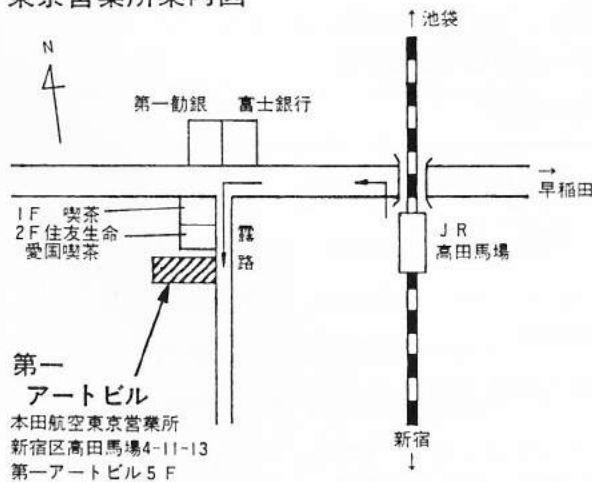 東京営業所案内図
↑池袋
N
第一勧銀 富士銀行
→
早稲田
1F 喫茶
2F住友生命
愛国喫茶
露
路
JR
高田馬場
第一
アートビル
本田航空東京営業所
新宿区高田馬場4-11-13
第一アートビル5F
新宿
↓